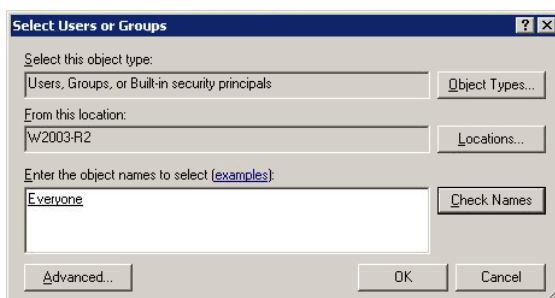 Select Users or Groups
Select this object type:
Users, Groups, or Built-in security principals
Object Types...
From this location:
W2003-R2
Locations...
Enter the object names to select (examples):
Everyone
Check Names
Advanced...
OK
Cancel